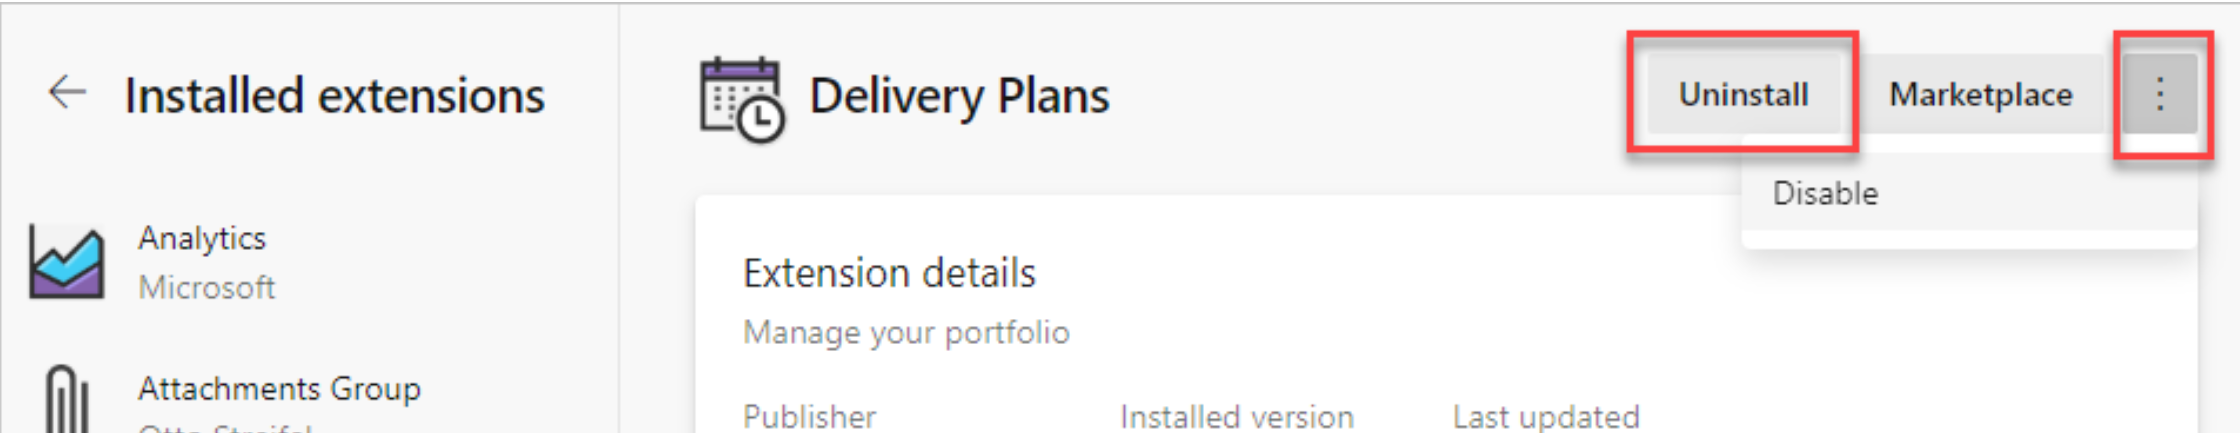 Installed extensions
Analytics
Microsoft
Attachments Group
Delivery Plans
Uninstall
Marketplace
Disable
Extension details
Manage your portfolio
Publisher Installed version Last updated